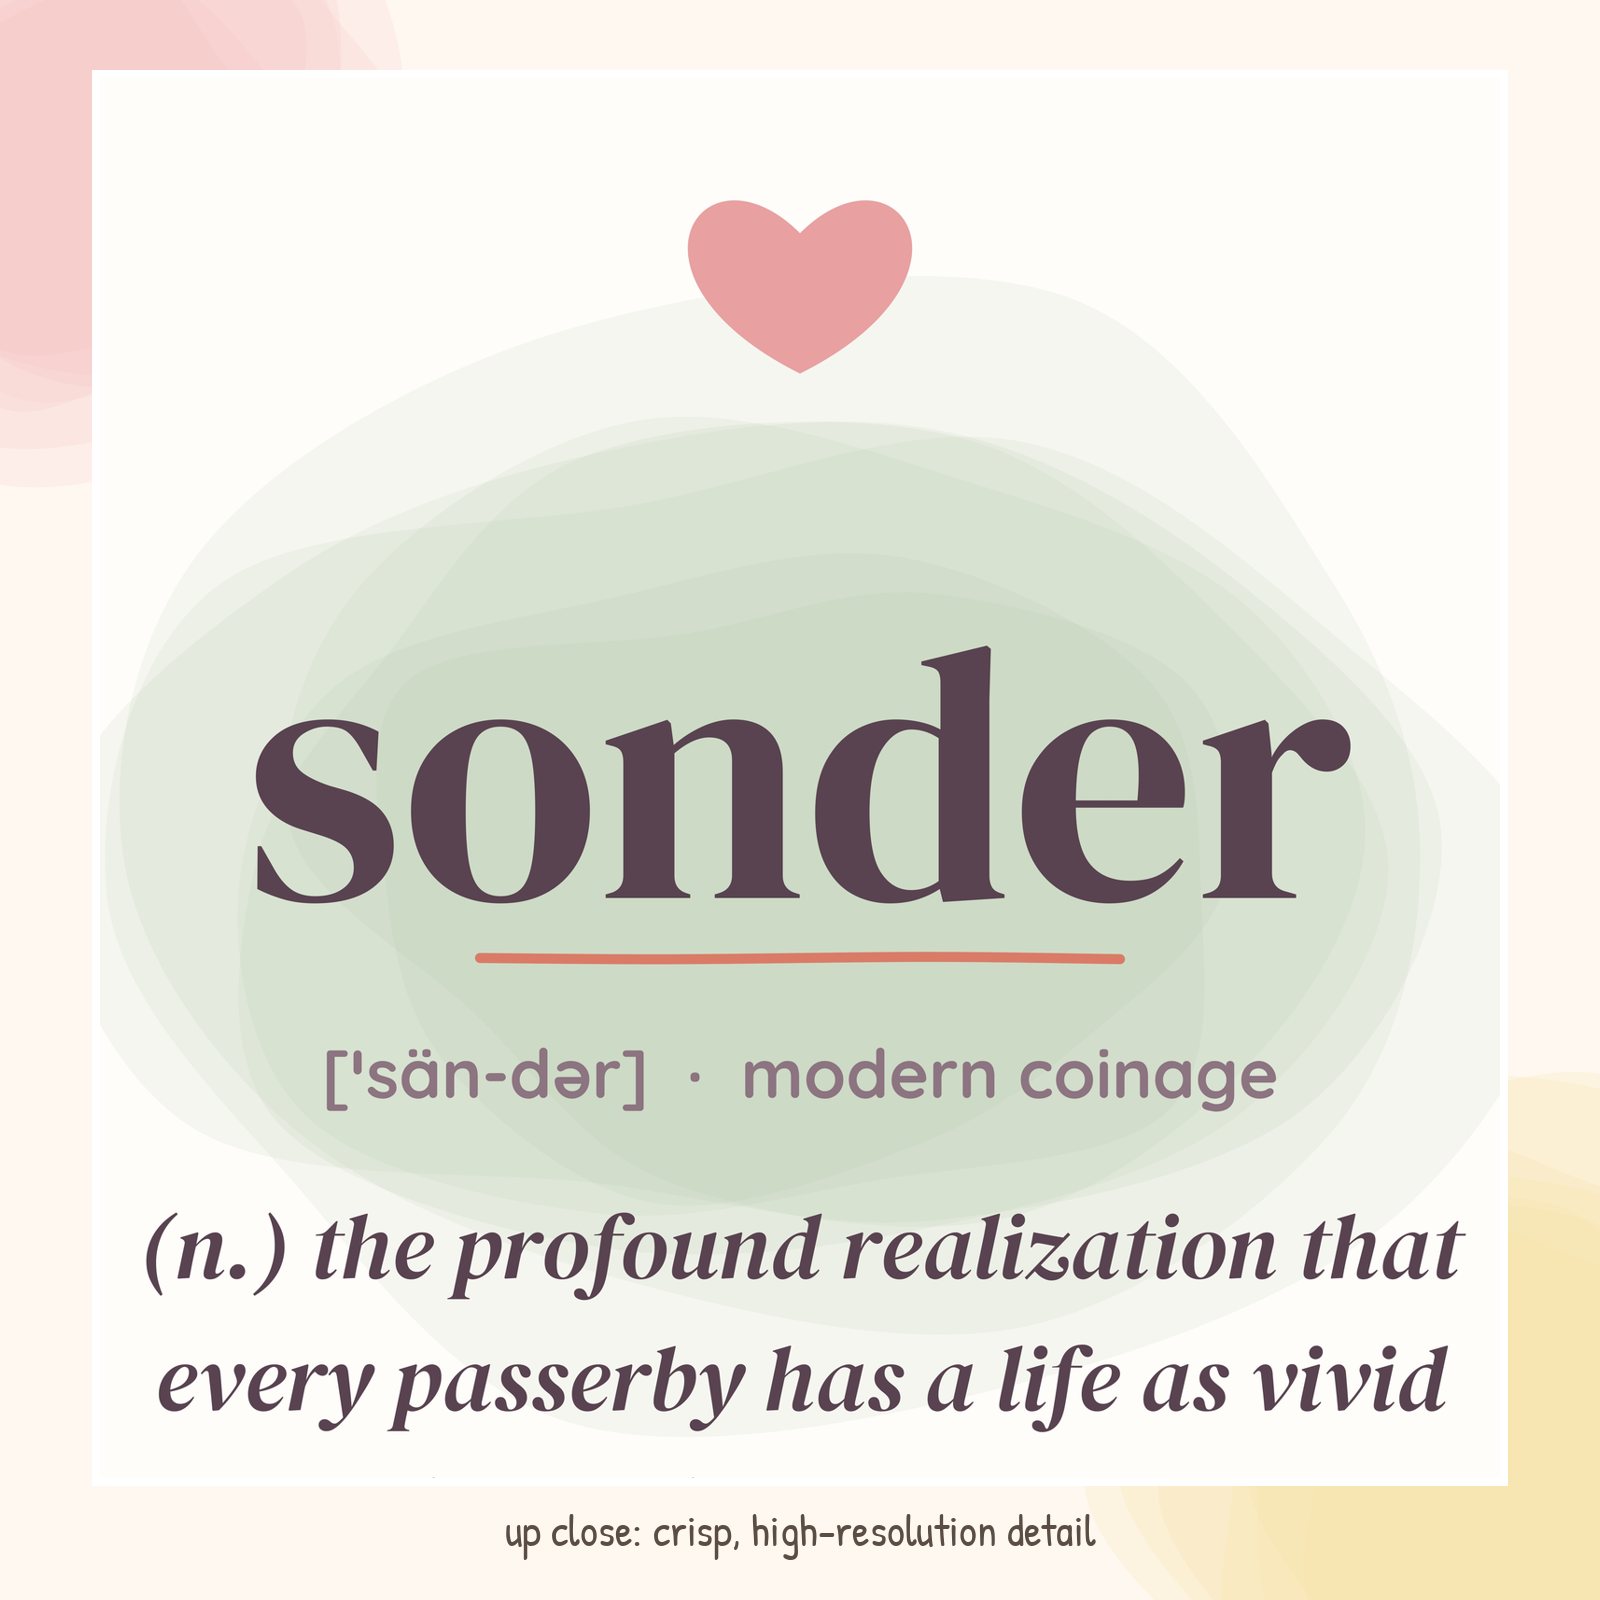 sonder
['sän-dər] · modern coinage
(n.) the profound realization that
every passerby has a life as vivid
up close: crisp, high-resolution detail